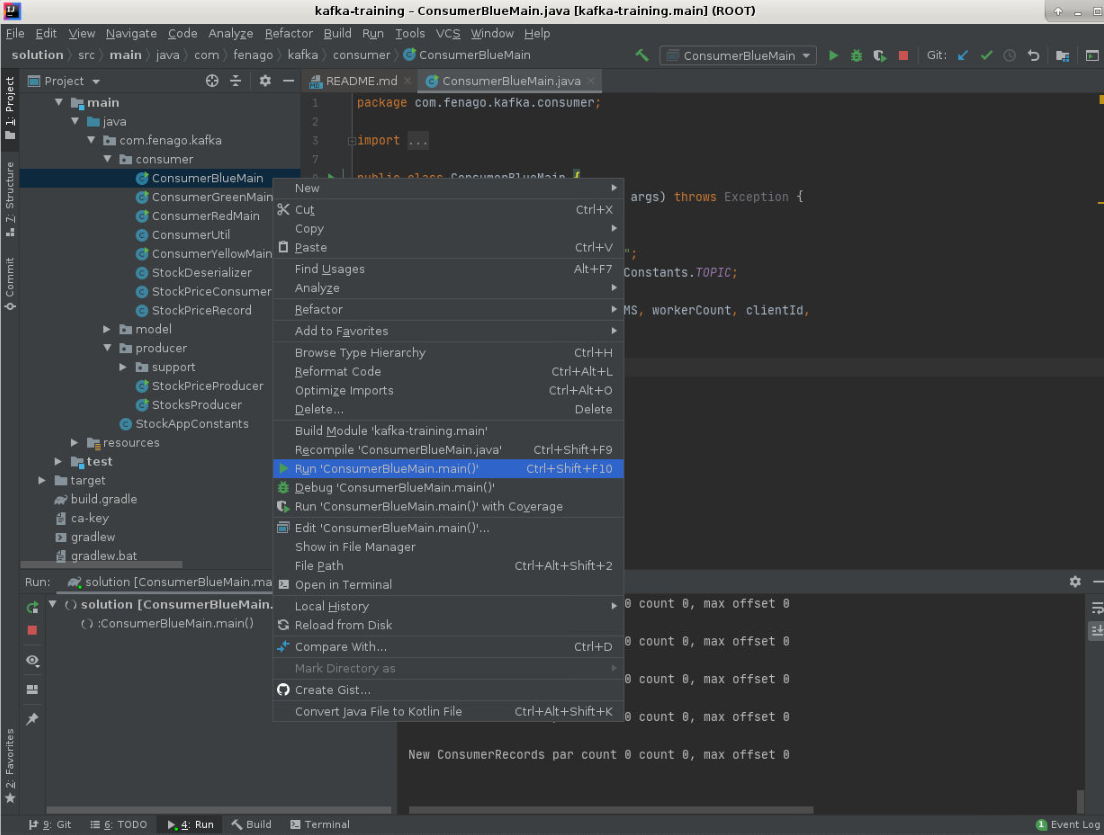 kafka-training – ConsumerBlueMain.java [kafka-training.main] (ROOT)
File Edit View Navigate Code Analyze Refactor Build Run Tools VCS Window Help
solution src main java com fenago kafka consumer ConsumerBlueMain
ConsumerBlueMain
Git:
Project
README.md
ConsumerBlueMain.java
1: Project
7: Structure
Commit
2: Favorites
main
java
com.fenago.kafka
consumer
ConsumerBlueMain
ConsumerGreenMain
ConsumerRedMain
ConsumerUtil
ConsumerYellowMain
StockDeserializer
StockPriceConsumer
StockPriceRecord
model
producer
support
StockPriceProducer
StocksProducer
StockAppConstants
resources
test
target
build.gradle
ca-key
gradlew
gradlew.bat
1 package com.fenago.kafka.consumer;
2
3 import ...
7
public class ConsumerBlueMain {
args) throws Exception {
";
Constants.TOPIC;
MS, workerCount, clientId,
New
Cut Ctrl+X
Copy
Paste Ctrl+V
Find Usages Alt+F7
Analyze
Refactor
Add to Favorites
Browse Type Hierarchy Ctrl+H
Reformat Code Ctrl+Alt+L
Optimize Imports Ctrl+Alt+O
Delete... Delete
Build Module 'kafka-training.main'
Recompile 'ConsumerBlueMain.java' Ctrl+Shift+F9
Run 'ConsumerBlueMain.main()' Ctrl+Shift+F10
Debug 'ConsumerBlueMain.main()'
Run 'ConsumerBlueMain.main()' with Coverage
Edit 'ConsumerBlueMain.main()'...
Show in File Manager
File Path Ctrl+Alt+Shift+2
Open in Terminal
Local History
Reload from Disk
Compare With... Ctrl+D
Mark Directory as
Create Gist...
Convert Java File to Kotlin File Ctrl+Alt+Shift+K
Run: solution [ConsumerBlueMain.ma
solution [ConsumerBlueMain.
:ConsumerBlueMain.main()
0 count 0, max offset 0
0 count 0, max offset 0
0 count 0, max offset 0
0 count 0, max offset 0
New ConsumerRecords par count 0 count 0, max offset 0
9: Git 6: TODO 4: Run Build Terminal 1 Event Log